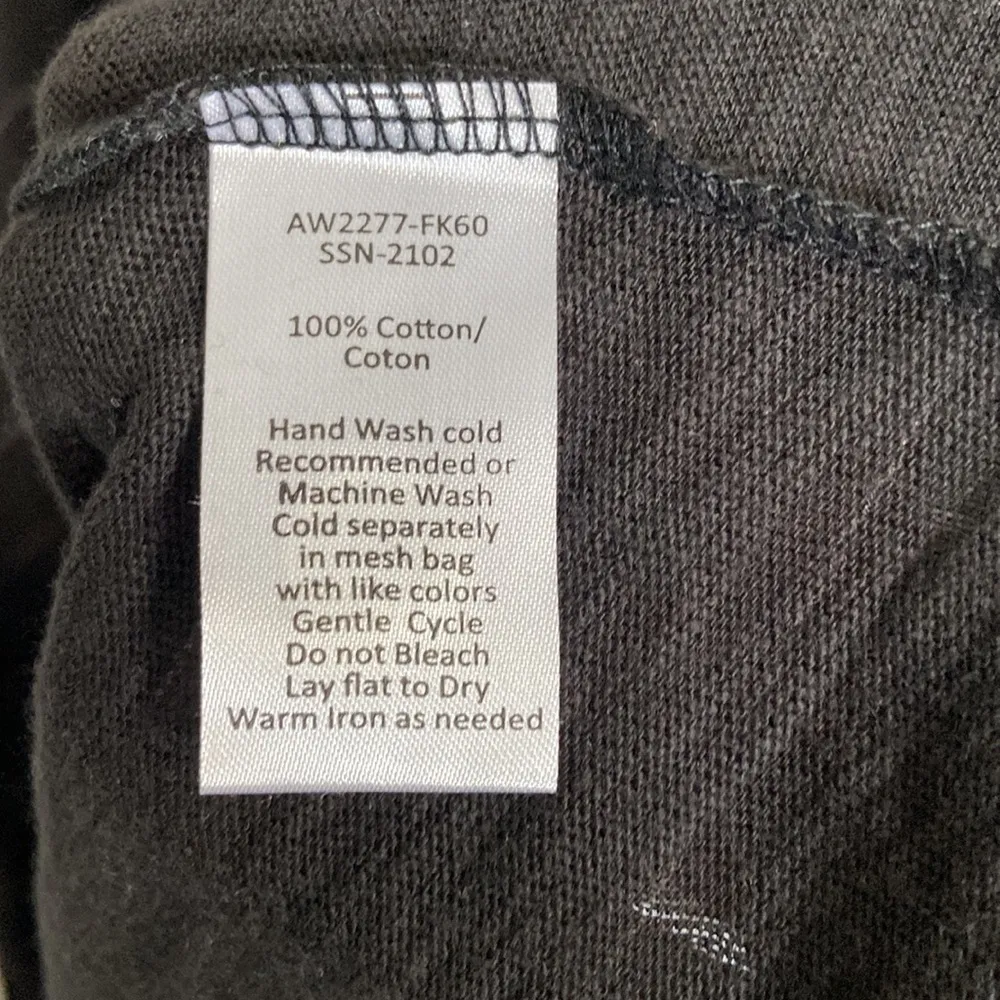 AW2277-FK60
SSN-2102
100% Cotton/
Coton
Hand Wash cold
Recommended or
Machine Wash
Cold separately
in mesh bag
with like colors
Gentle Cycle
Do not Bleach
Lay flat to Dry
Warm Iron as needed